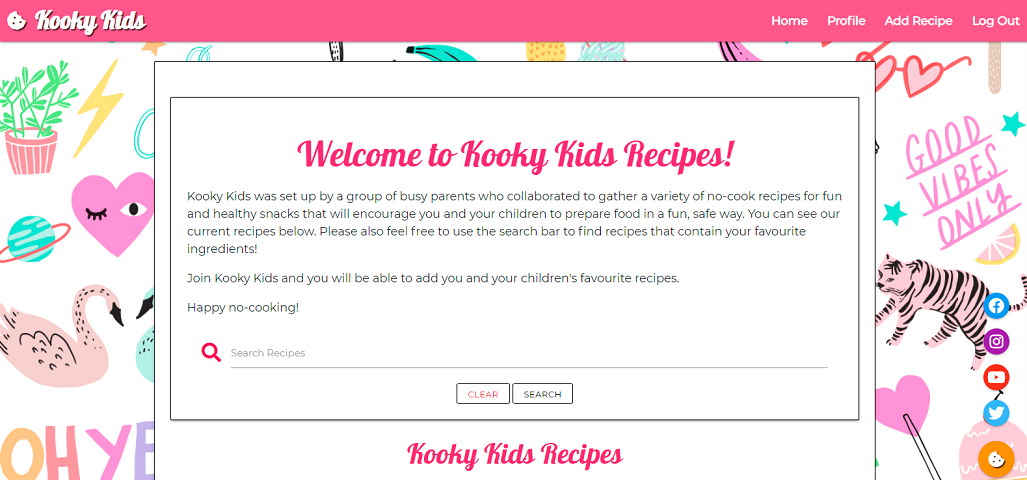 Kooky Kids
Home Profile Add Recipe Log Out
Welcome to Kooky Kids Recipes!
Kooky Kids was set up by a group of busy parents who collaborated to gather a variety of no-cook recipes for fun
and healthy snacks that will encourage you and your children to prepare food in a fun, safe way. You can see our
current recipes below. Please also feel free to use the search bar to find recipes that contain your favourite
ingredients!
Join Kooky Kids and you will be able to add you and your children's favourite recipes.
Happy no-cooking!
Search Recipes
CLEAR SEARCH
Kooky Kids Recipes
GOOD
VIBES
ONLY
OH YE